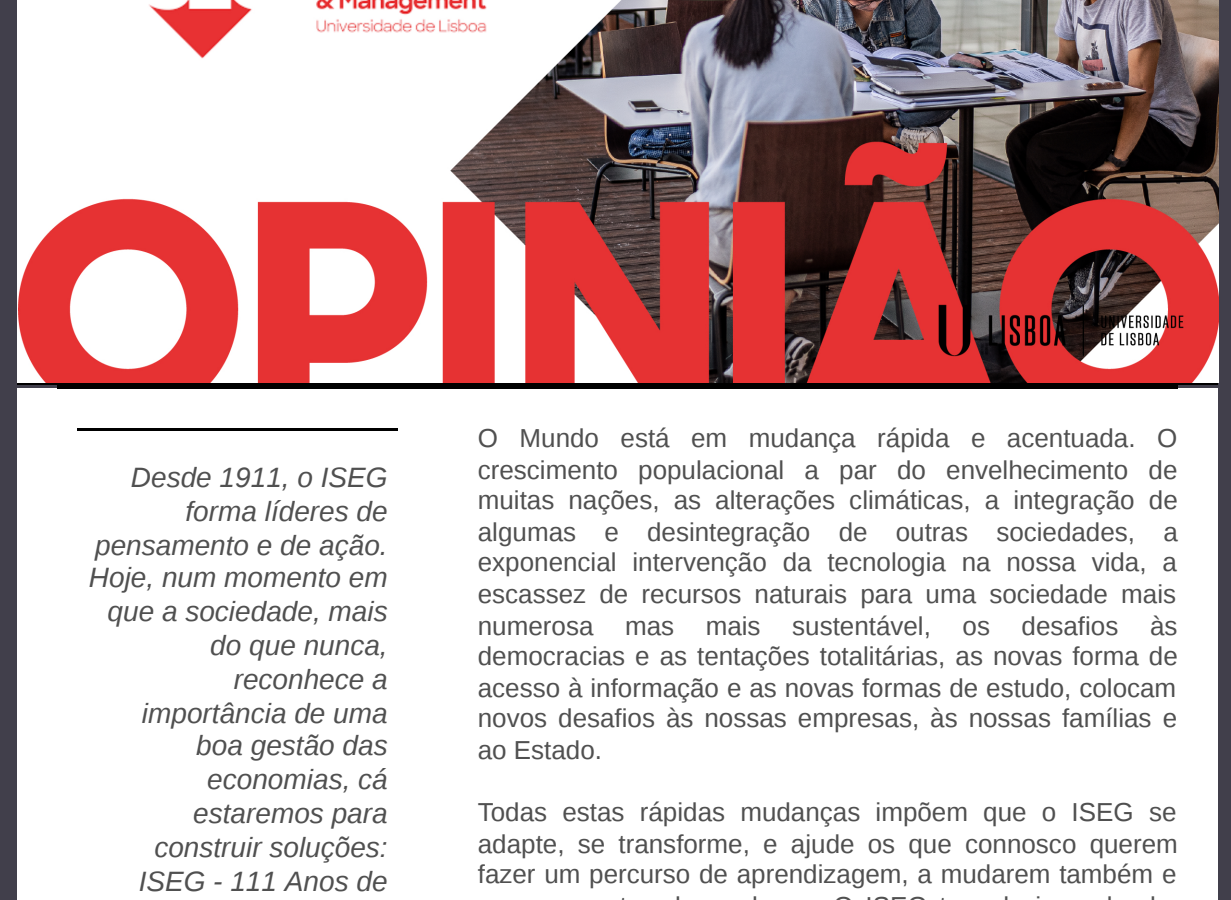 & Management
Universidade de Lisboa
OPINIÃO
U LISBOA
UNIVERSIDADE
DE LISBOA
Desde 1911, o ISEG
forma líderes de
pensamento e de ação.
Hoje, num momento em
que a sociedade, mais
do que nunca,
reconhece a
importância de uma
boa gestão das
economias, cá
estaremos para
construir soluções:
ISEG - 111 Anos de
O Mundo está em mudança rápida e acentuada. O
crescimento populacional a par do envelhecimento de
muitas nações, as alterações climáticas, a integração de
algumas e desintegração de outras sociedades, a
exponencial intervenção da tecnologia na nossa vida, a
escassez de recursos naturais para uma sociedade mais
numerosa mas mais sustentável, os desafios às
democracias e as tentações totalitárias, as novas forma de
acesso à informação e as novas formas de estudo, colocam
novos desafios às nossas empresas, às nossas famílias e
ao Estado.
Todas estas rápidas mudanças impõem que o ISEG se
adapte, se transforme, e ajude os que connosco querem
fazer um percurso de aprendizagem, a mudarem também e